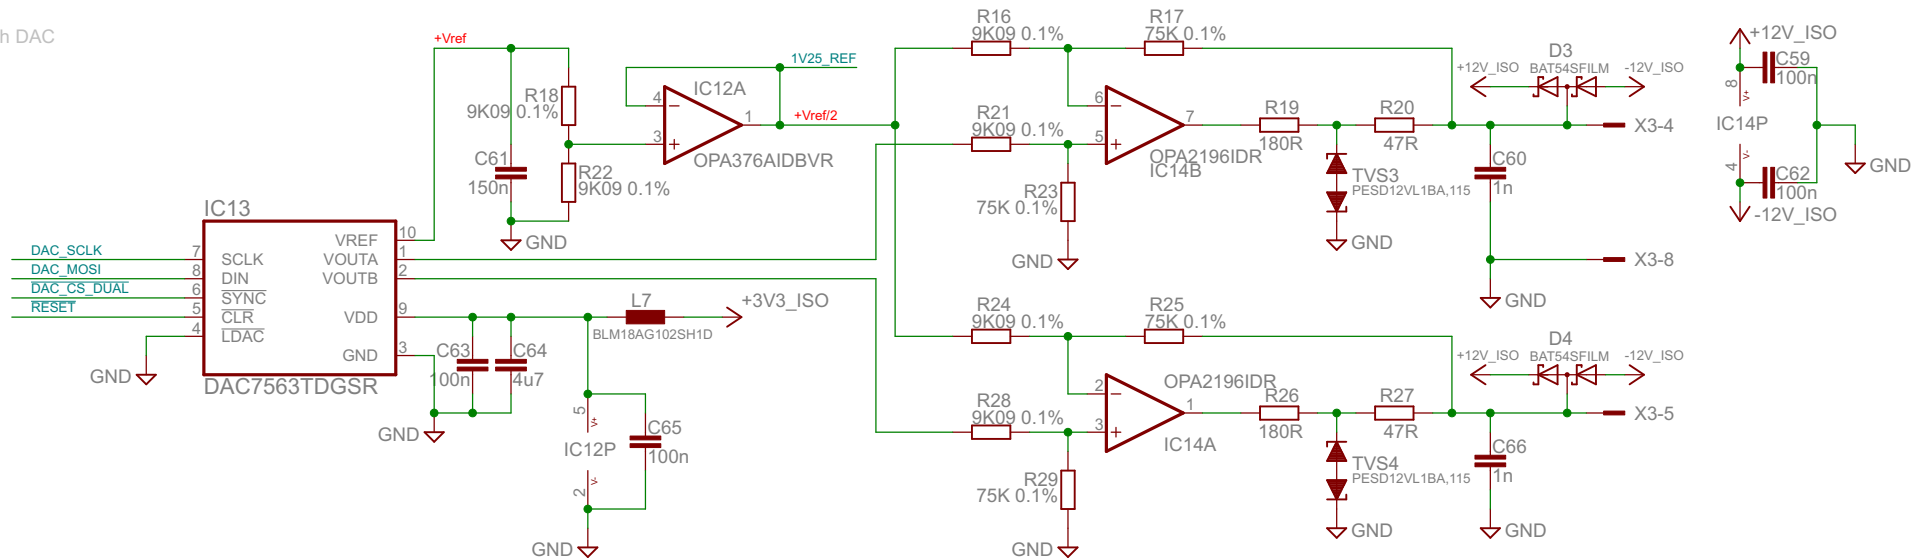 h DAC
+Vref
R18
9K09 0.1%
C61
150n
R22
9K09 0.1%
GND
1V25_REF
IC12A
4
3
1
+Vref/2
OPA376AIDBVR
IC13
DAC_SCLK
7
SCLK
DAC_MOSI
8
DIN
DAC_CS_DUAL
6
SYNC
RESET
5
CLR
4
LDAC
GND
VREF
10
VOUTA
1
VOUTB
2
VDD
9
GND
3
DAC7563TDGSR
C63
100n
C64
4u7
GND
L7
BLM18AG102SH1D
+3V3_ISO
5
V+
IC12P
V-
2
C65
100n
GND
R16
9K09 0.1%
R17
75K 0.1%
R21
9K09 0.1%
6
5
7
OPA2196IDR
IC14B
R23
75K 0.1%
GND
R19
180R
R20
47R
TVS3
PESD12VL1BA,115
GND
D3
+12V_ISO
BAT54SFILM
-12V_ISO
C60
1n
X3-4
X3-8
GND
+12V_ISO
C59
100n
8
V+
IC14P
V-
4
C62
100n
-12V_ISO
GND
R24
9K09 0.1%
R25
75K 0.1%
R28
9K09 0.1%
2
3
1
OPA2196IDR
IC14A
R29
75K 0.1%
GND
R26
180R
R27
47R
TVS4
PESD12VL1BA,115
GND
D4
+12V_ISO
BAT54SFILM
-12V_ISO
C66
1n
X3-5
GND